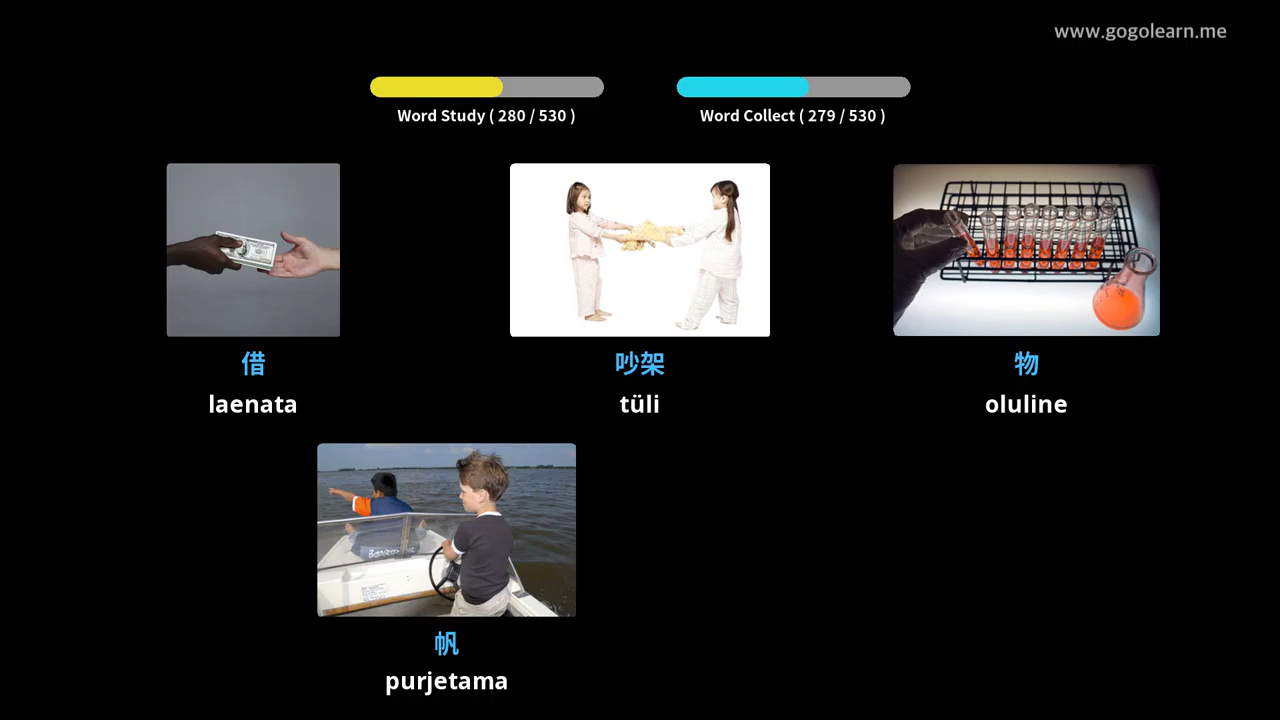 www.gogolearn.me
Word Study ( 280 / 530 )
Word Collect ( 279 / 530 )
借
laenata
吵架
tüli
物
oluline
帆
purjetama